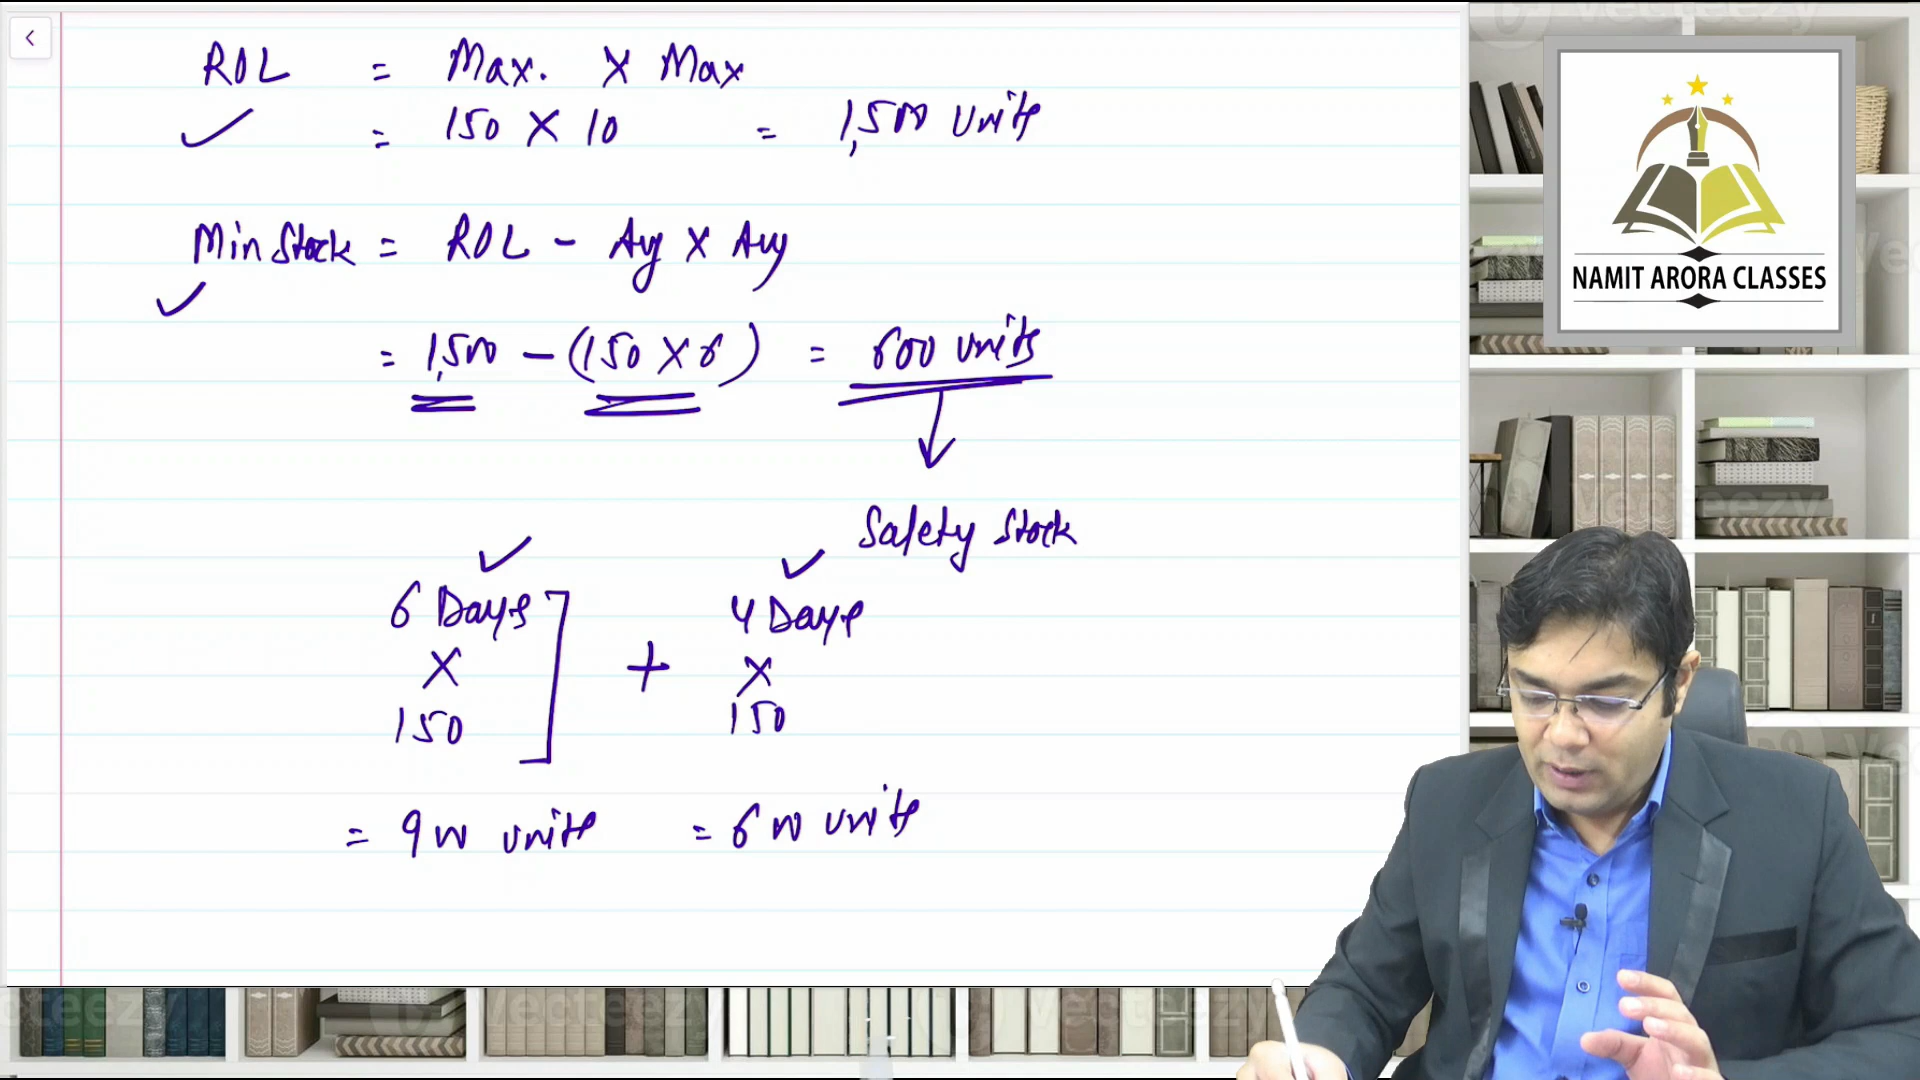 ROL = Max. X Max
= 150 X 10 = 1,500 Units
Min Stock = ROL - Avg X Avg
= 1,500 - (150 X 6) = 600 units
Safety Stock
6 Days + 4 Days
X X
150 150
= 900 units = 600 units
NAMIT ARORA CLASSES
vecteezy